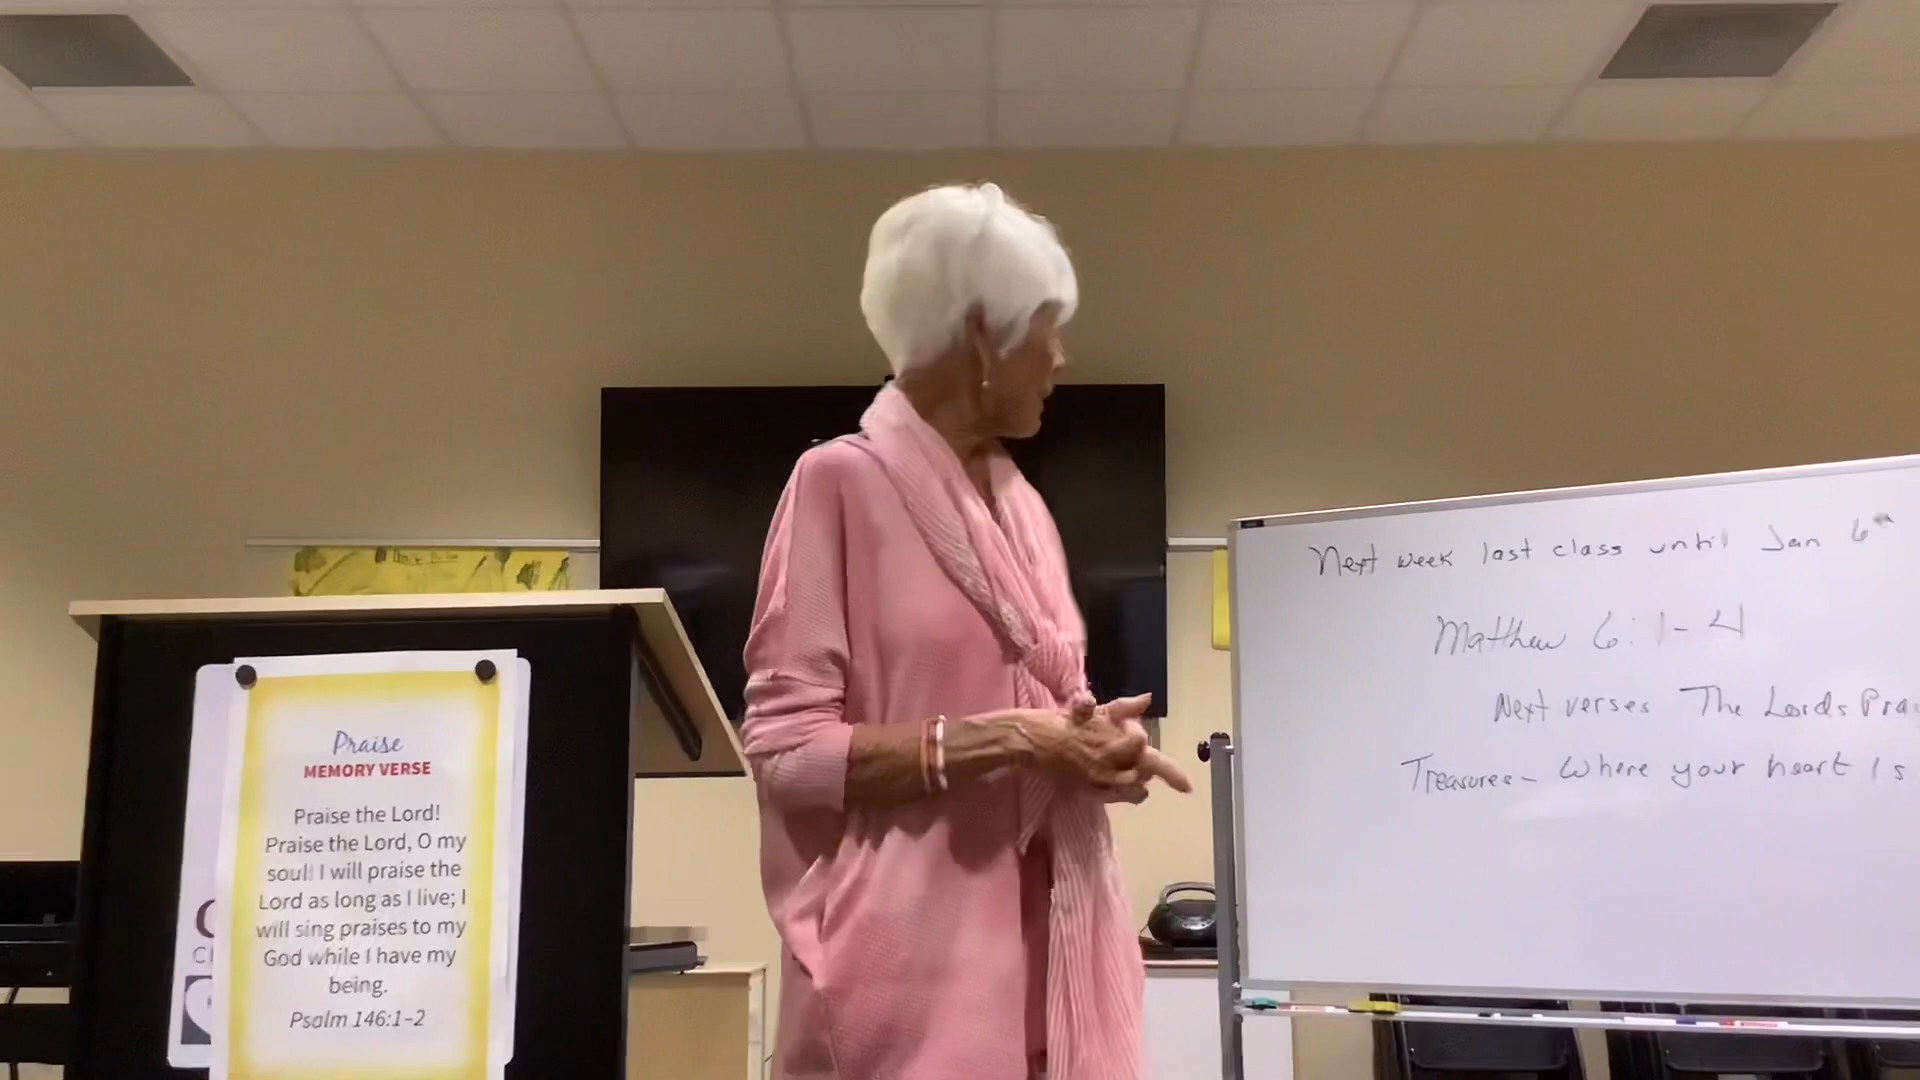 Praise
MEMORY VERSE
Praise the Lord!
Praise the Lord, O my
soul! I will praise the
Lord as long as I live; I
will sing praises to my
God while I have my
being.
Psalm 146:1–2
Next week last class until Jan 6th
Matthew 6:1-4
Next verses The Lords Pra
Treasures - Where your heart Is